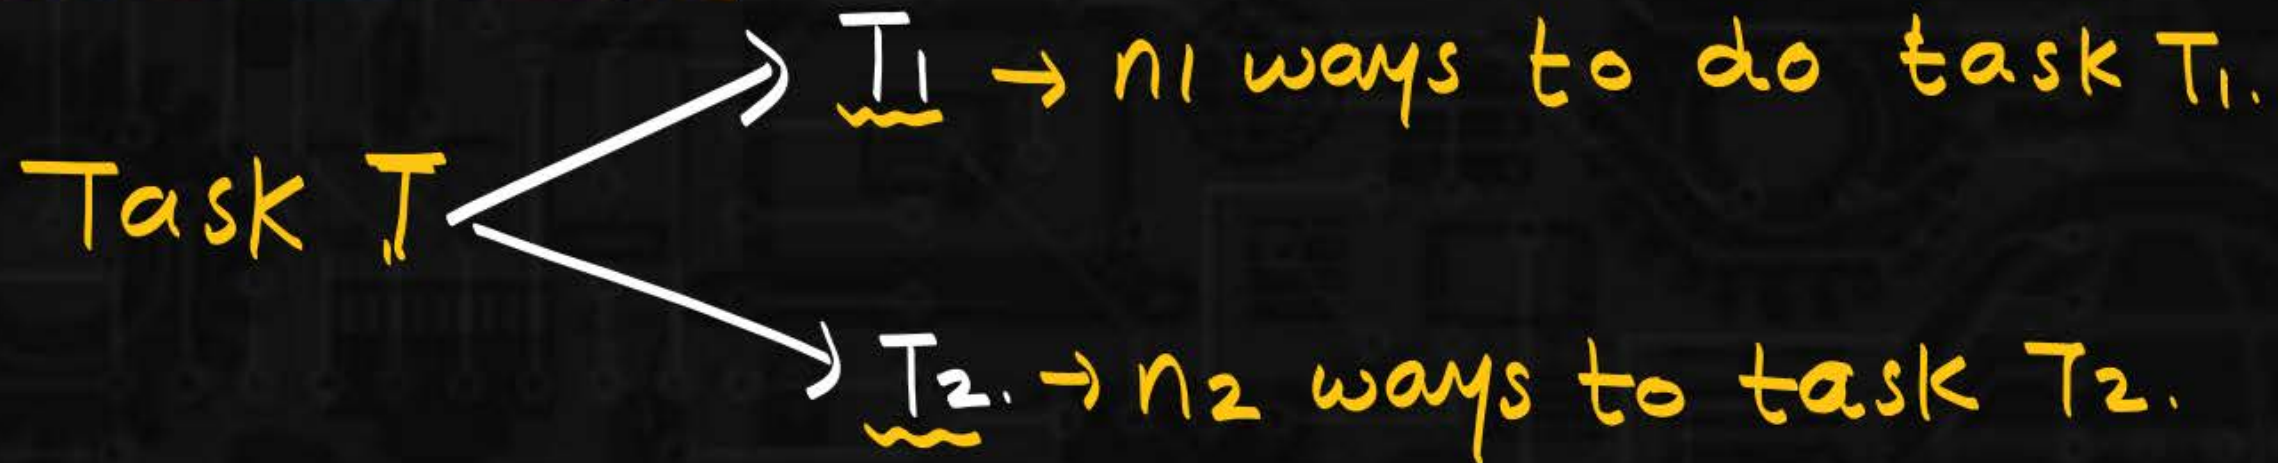 T1 → n1 ways to do task T1.
Task T
T2. → n2 ways to task T2.